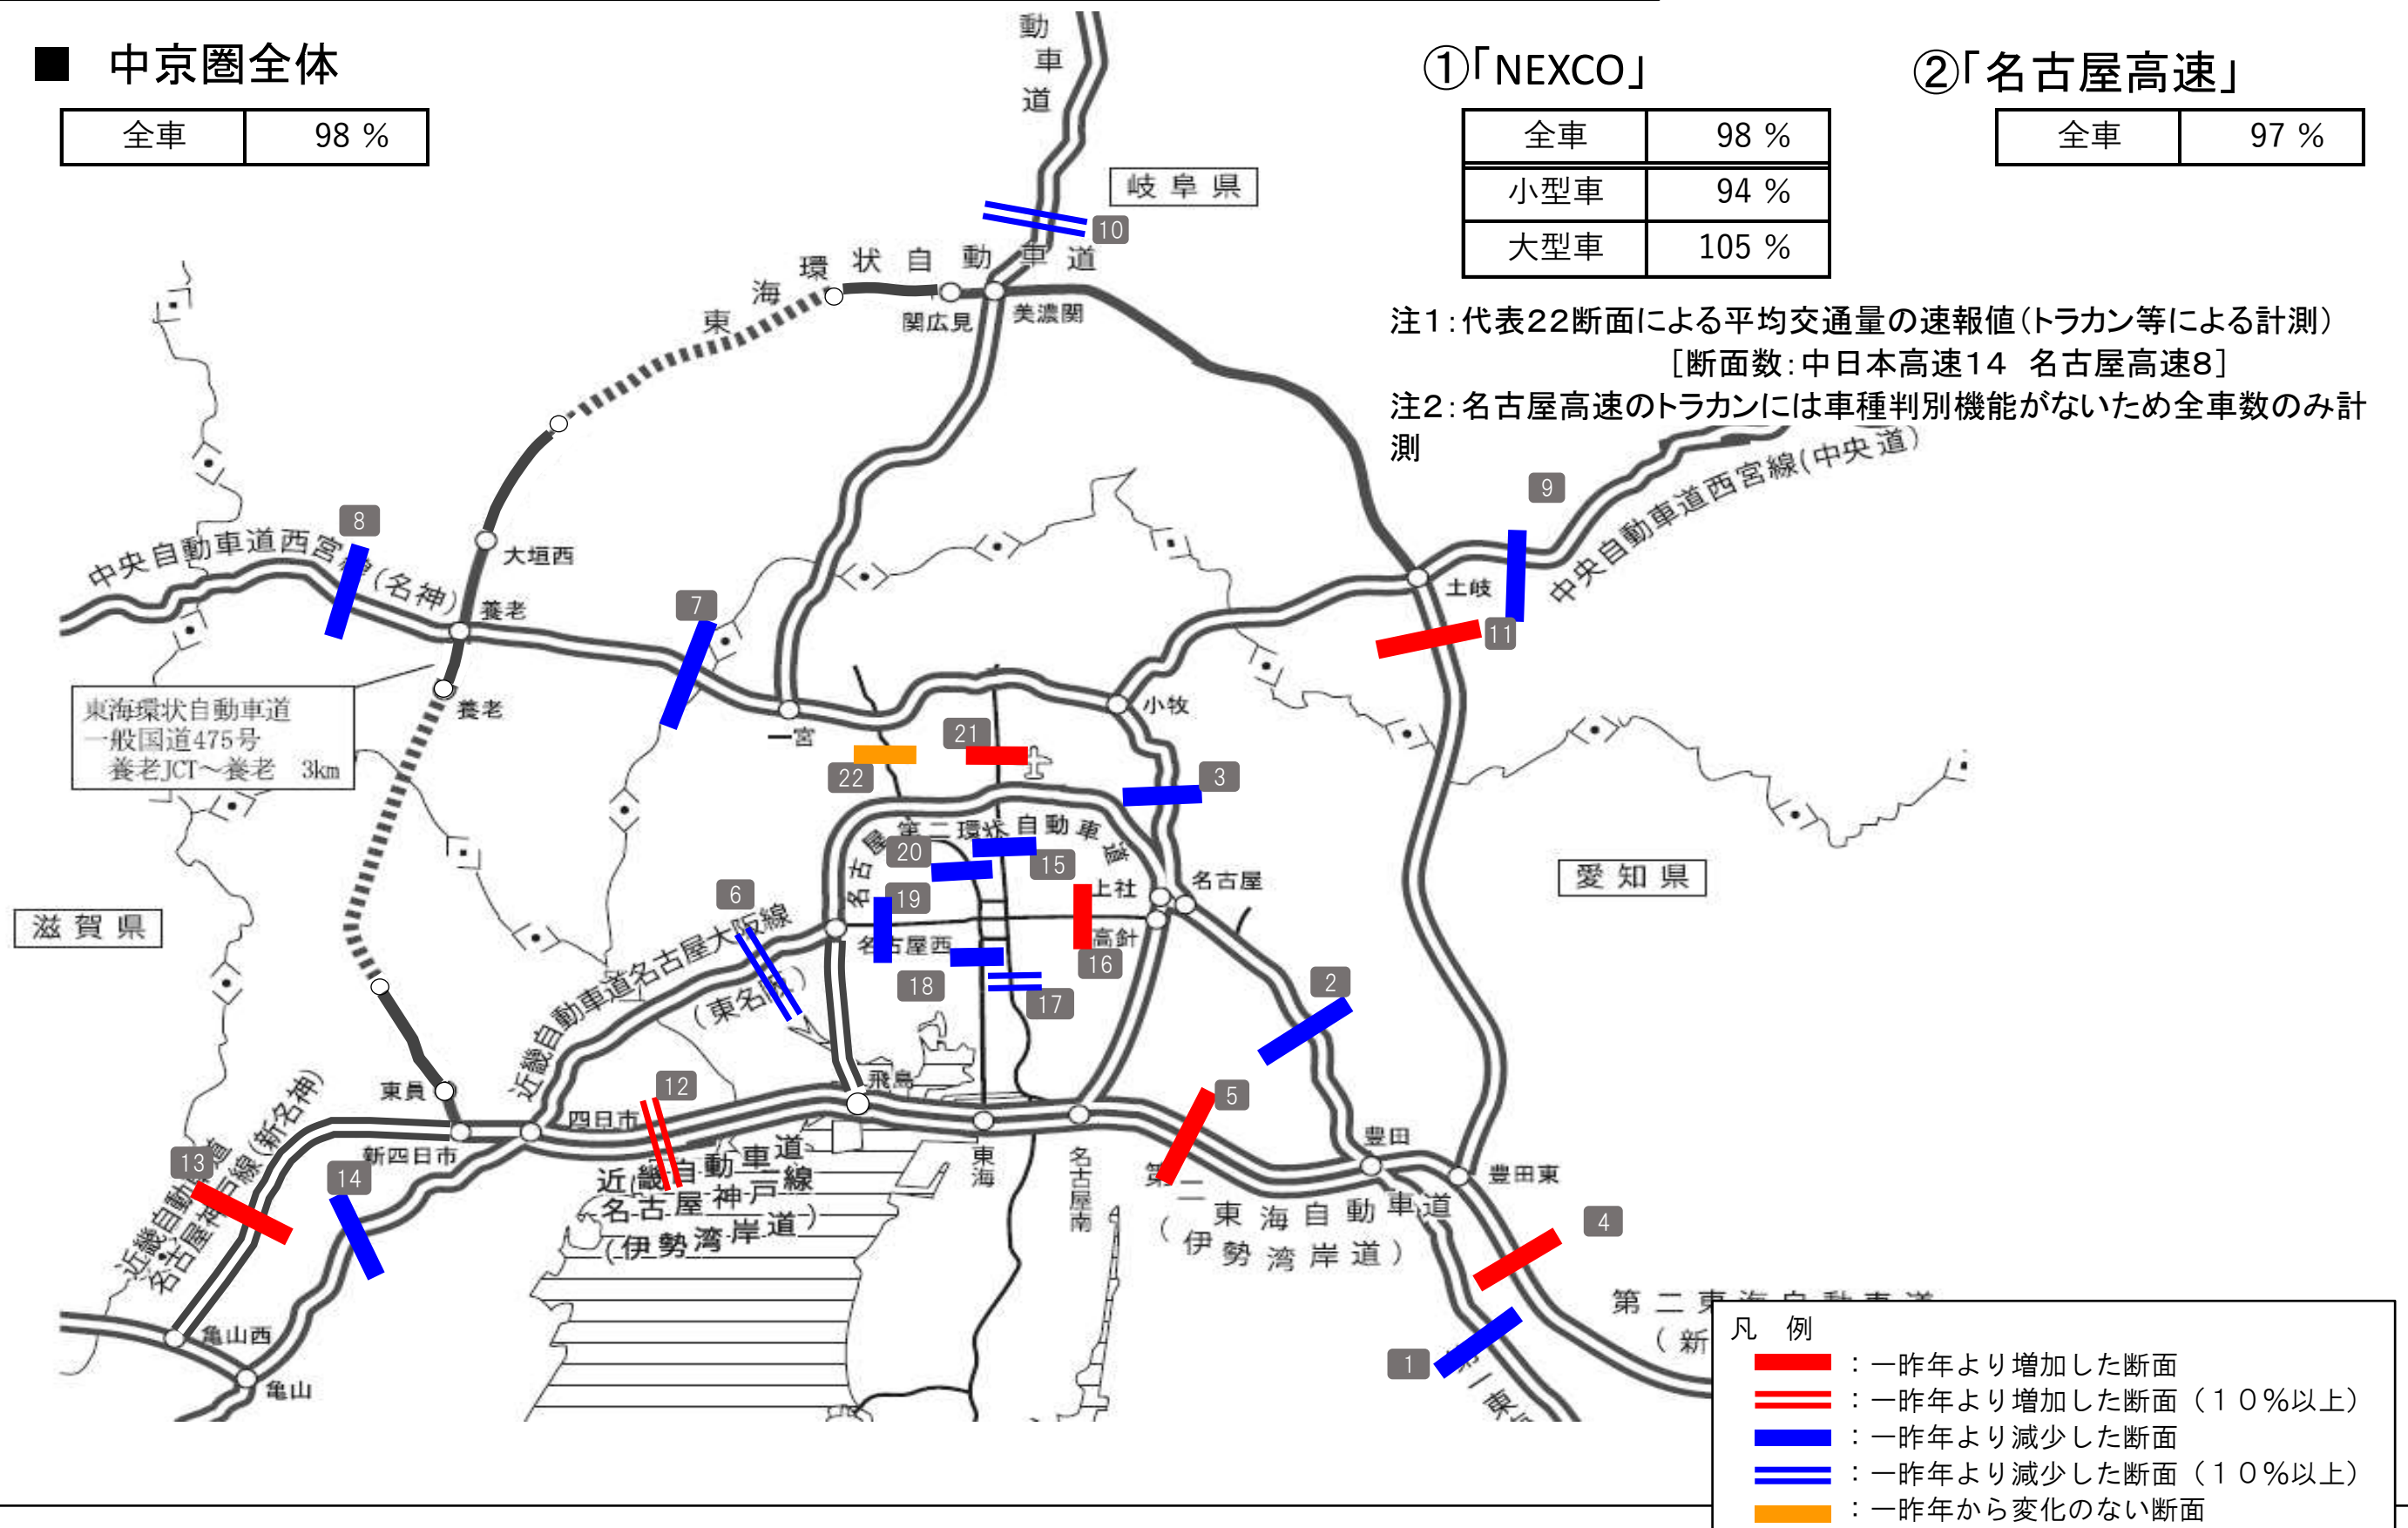 ■ 中京圏全体
全車 98 %
①「NEXCO」
全車 98 %
小型車 94 %
大型車 105 %
②「名古屋高速」
全車 97 %
注1:代表22断面による平均交通量の速報値(トラカン等による計測)
[断面数:中日本高速14 名古屋高速8]
注2:名古屋高速のトラカンには車種判別機能がないため全車数のみ計
測
動車道
岐阜県
10
東海環状自動車道
関広見
美濃関
9
中央自動車道西宮線(中央道)
8
中央自動車道西宮線(名神)
大垣西
養老
7
土岐
11
養老
東海環状自動車道
一般国道475号
養老JCT~養老 3km
一宮
小牧
21
22
3
名古屋第二環状自動車道
20
15
上社
名古屋
愛知県
19
6
滋賀県
名古屋西
高針
16
18
17
2
近畿自動車道名古屋大阪線
(東名阪)
飛島
東員
12
四日市
5
新四日市
豊田
豊田東
東海
名古屋南
13
14
近畿自動車道
名古屋神戸線(新名神)
近畿自動車道
名古屋神戸線
(伊勢湾岸道)
第二東海自動車道
(伊勢湾岸道)
4
亀山西
亀山
1
第二東海自動車道
(新
第一東
凡 例
:一昨年より増加した断面
:一昨年より増加した断面(10%以上)
:一昨年より減少した断面
:一昨年より減少した断面(10%以上)
:一昨年から変化のない断面